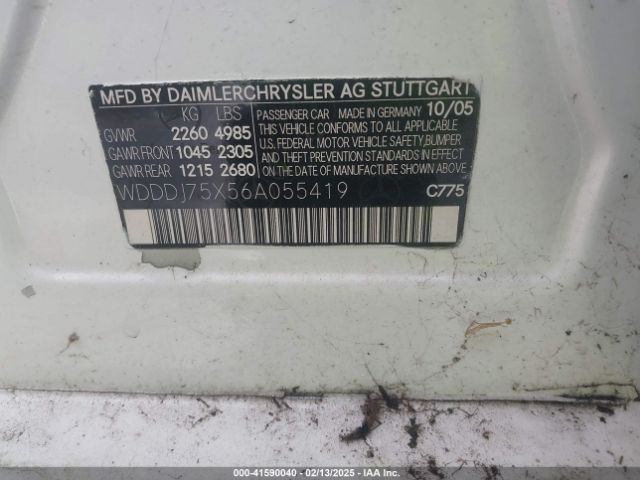 MFD BY DAIMLERCHRYSLER AG STUTTGART
KG LBS
GVWR 2260 4985
GAWR FRONT 1045 2305
GAWR REAR 1215 2680
PASSENGER CAR MADE IN GERMANY 10/05
THIS VEHICLE CONFORMS TO ALL APPLICABLE
U.S. FEDERAL MOTOR VEHICLE SAFETY,BUMPER
AND THEFT PREVENTION STANDARDS IN EFFECT
ON THE DATE OF MANUFACTURE SHOWN ABOVE
WDDDJ75X56A055419 C775
000-41590040 - 02/13/2025 - IAA Inc.